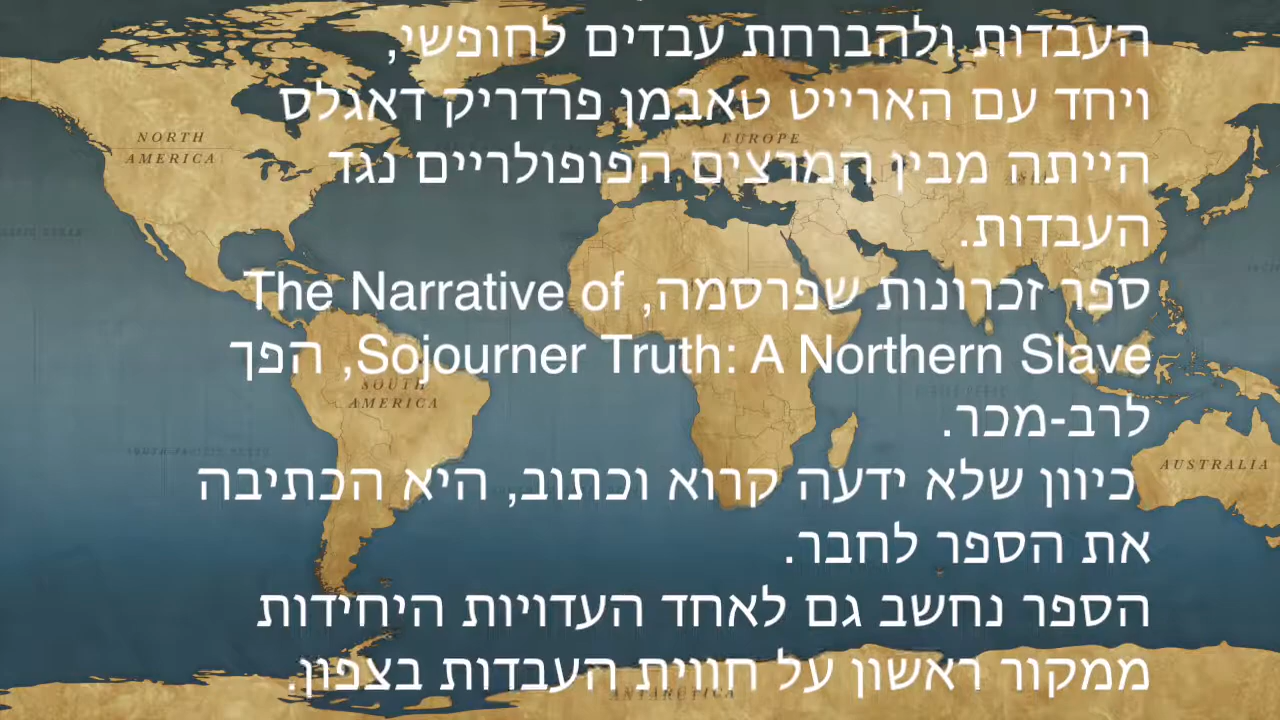 העבדות ולהברחת עבדים לחופשי,
ויחד עם הארייט טאבמן פרדריק דאגלס
הייתה מבין המרצים הפופולריים נגד
העבדות.
ספר זכרונות שפרסמה, The Narrative of
Sojourner Truth: A Northern Slave, הפך
לרב-מכר.
כיוון שלא ידעה קרוא וכתוב, היא הכתיבה
את הספר לחבר.
הספר נחשב גם לאחד העדויות היחידות
ממקור ראשון על חווית העבדות בצפון.
NORTH
AMERICA
EUROPE
SOUTH
AMERICA
AUSTRALIA
ANTARCTICA